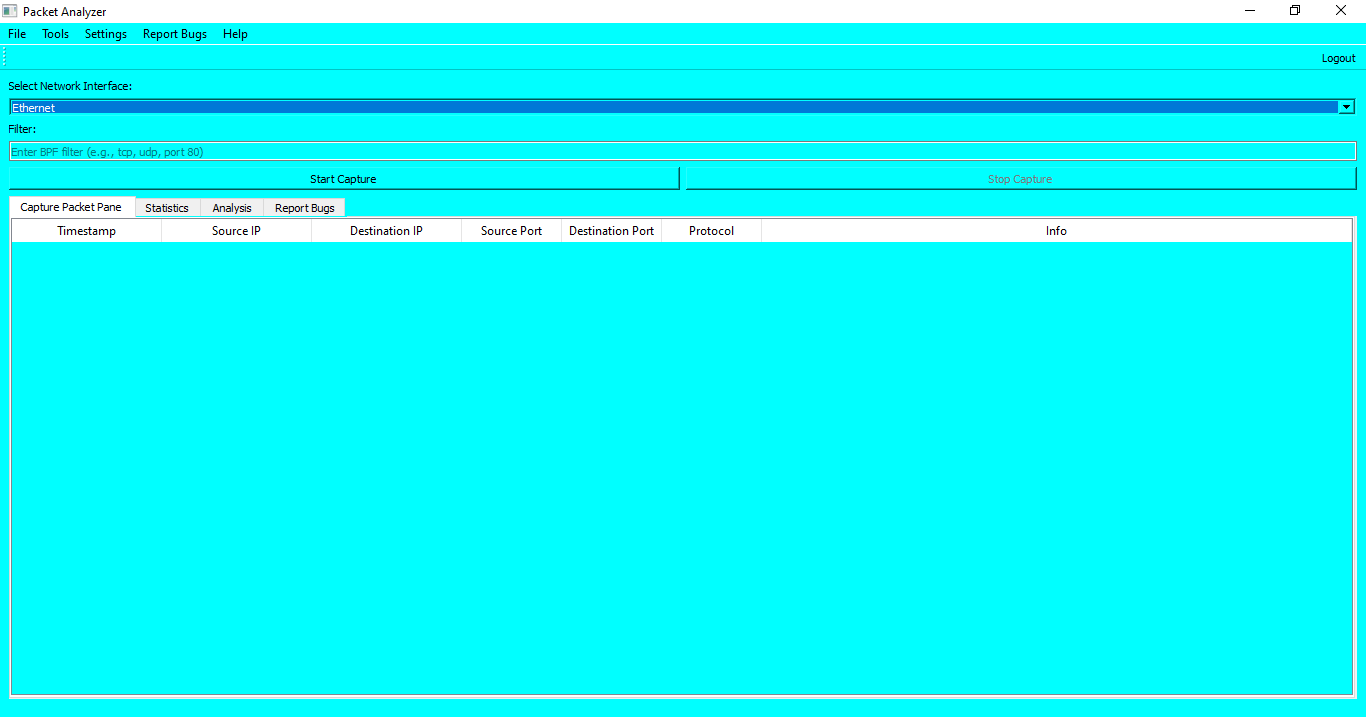 Packet Analyzer
File Tools Settings Report Bugs Help
Logout
Select Network Interface:
Ethernet
Filter:
Enter BPF filter (e.g., tcp, udp, port 80)
Start Capture Stop Capture
Capture Packet Pane Statistics Analysis Report Bugs
Timestamp Source IP Destination IP Source Port Destination Port Protocol Info